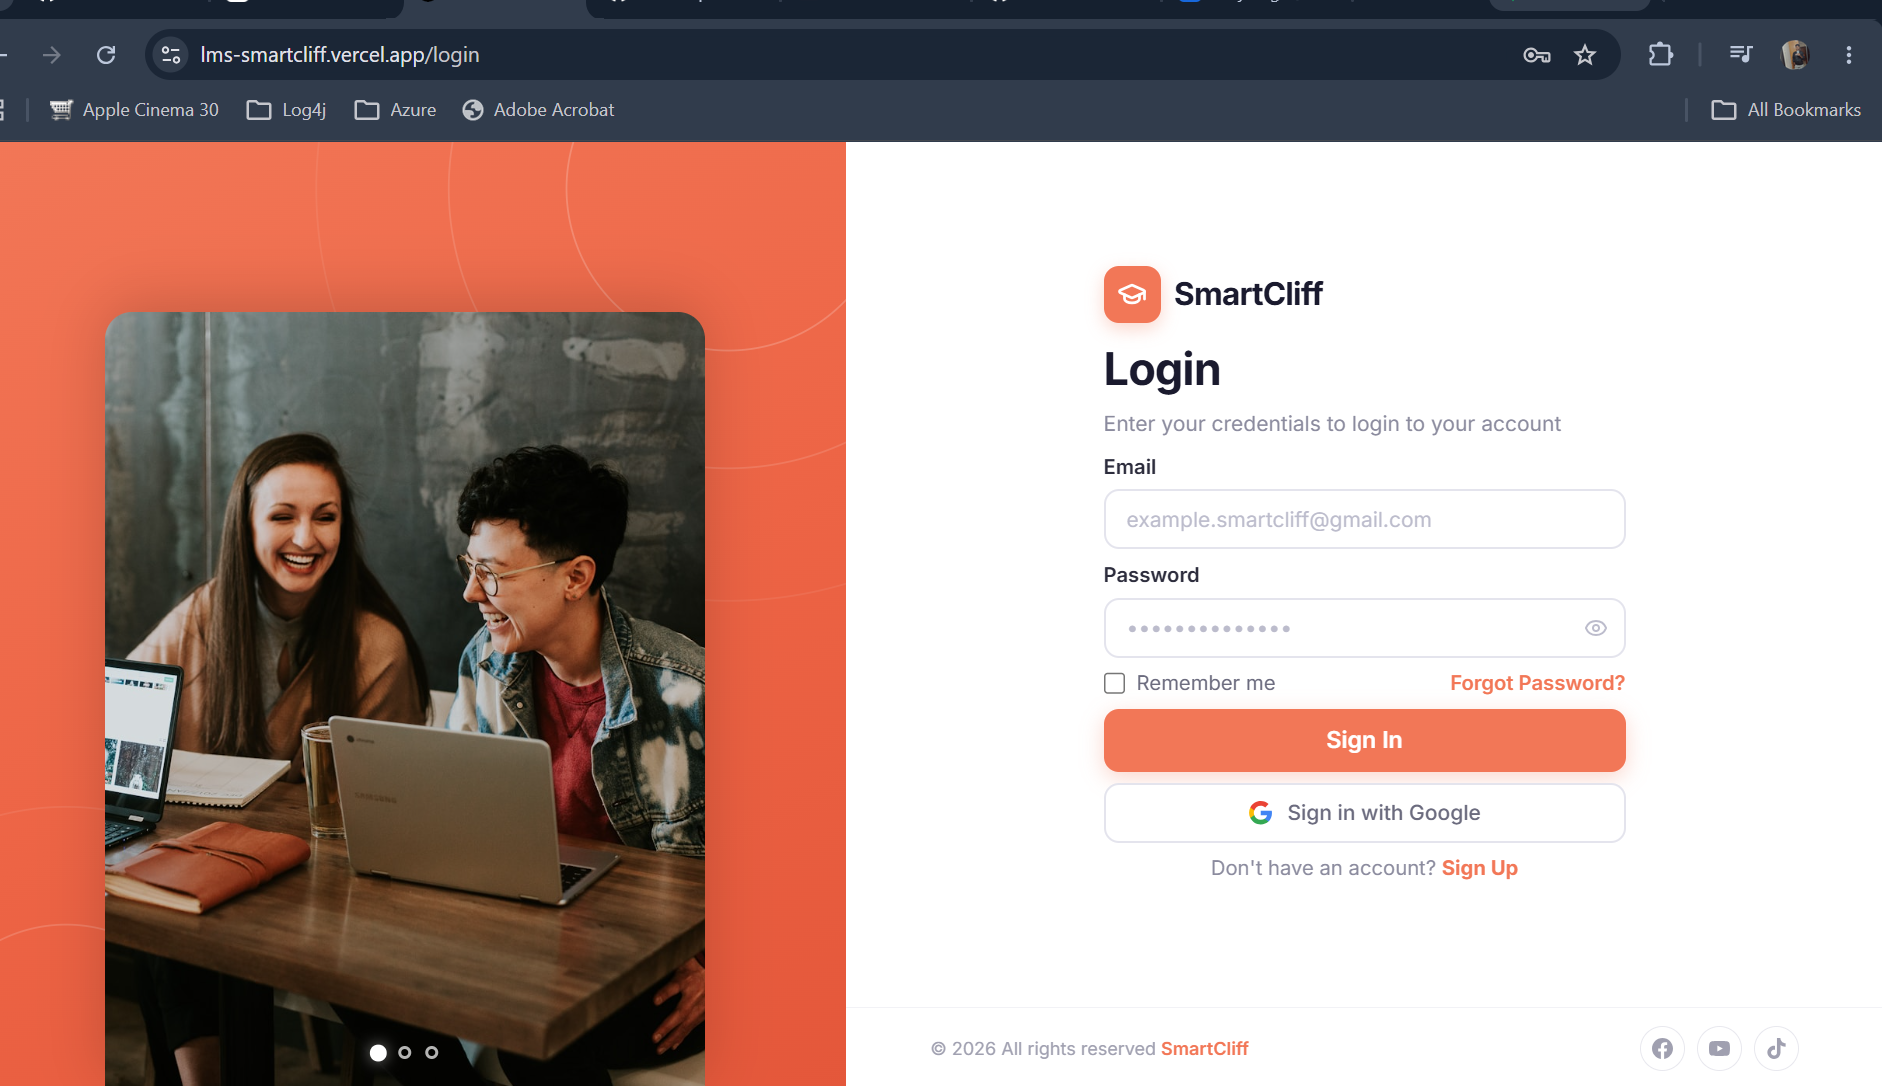 lms-smartcliff.vercel.app/login
Apple Cinema 30
Log4j
Azure
Adobe Acrobat
All Bookmarks
SmartCliff
Login
Enter your credentials to login to your account
Email
example.smartcliff@gmail.com
Password
Remember me
Forgot Password?
Sign In
Sign in with Google
Don't have an account? Sign Up
© 2026 All rights reserved SmartCliff
SAMSUNG